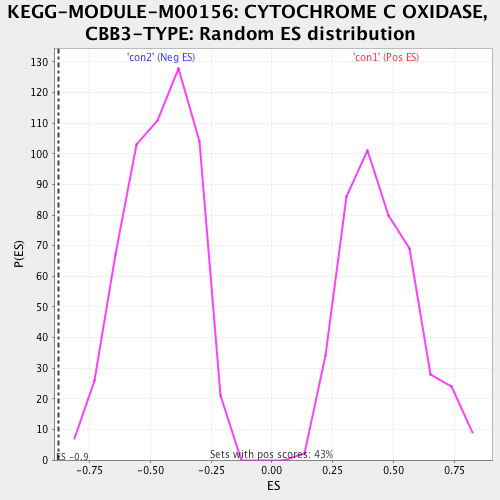 KEGG-MODULE-M00156: CYTOCHROME C OXIDASE,
CBB3-TYPE: Random ES distribution
'con2' (Neg ES)
'con1' (Pos ES)
130
120
110
100
90
80
70
60
50
40
30
20
10
0
P(ES)
ES -0.9
Sets with pos scores: 43%
-0.75
-0.50
-0.25
0.00
0.25
0.50
0.75
ES